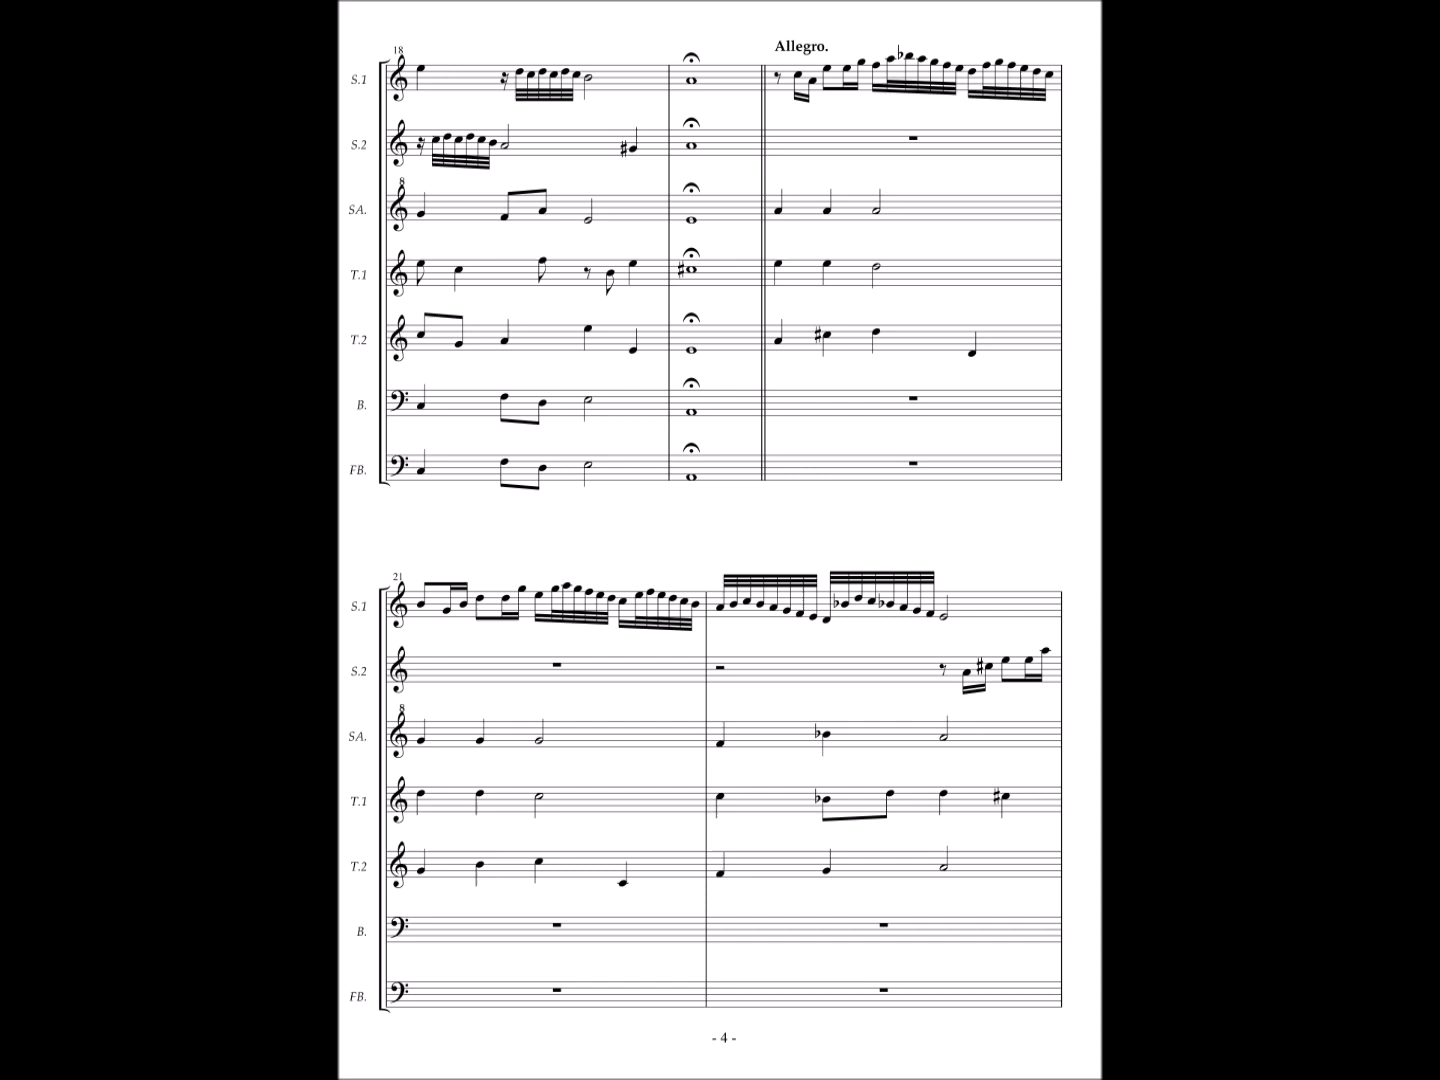 18
Allegro.
S.1
S.2
8
SA.
T.1
T.2
B.
FB.
21
S.1
S.2
8
SA.
T.1
T.2
B.
FB.
- 4 -